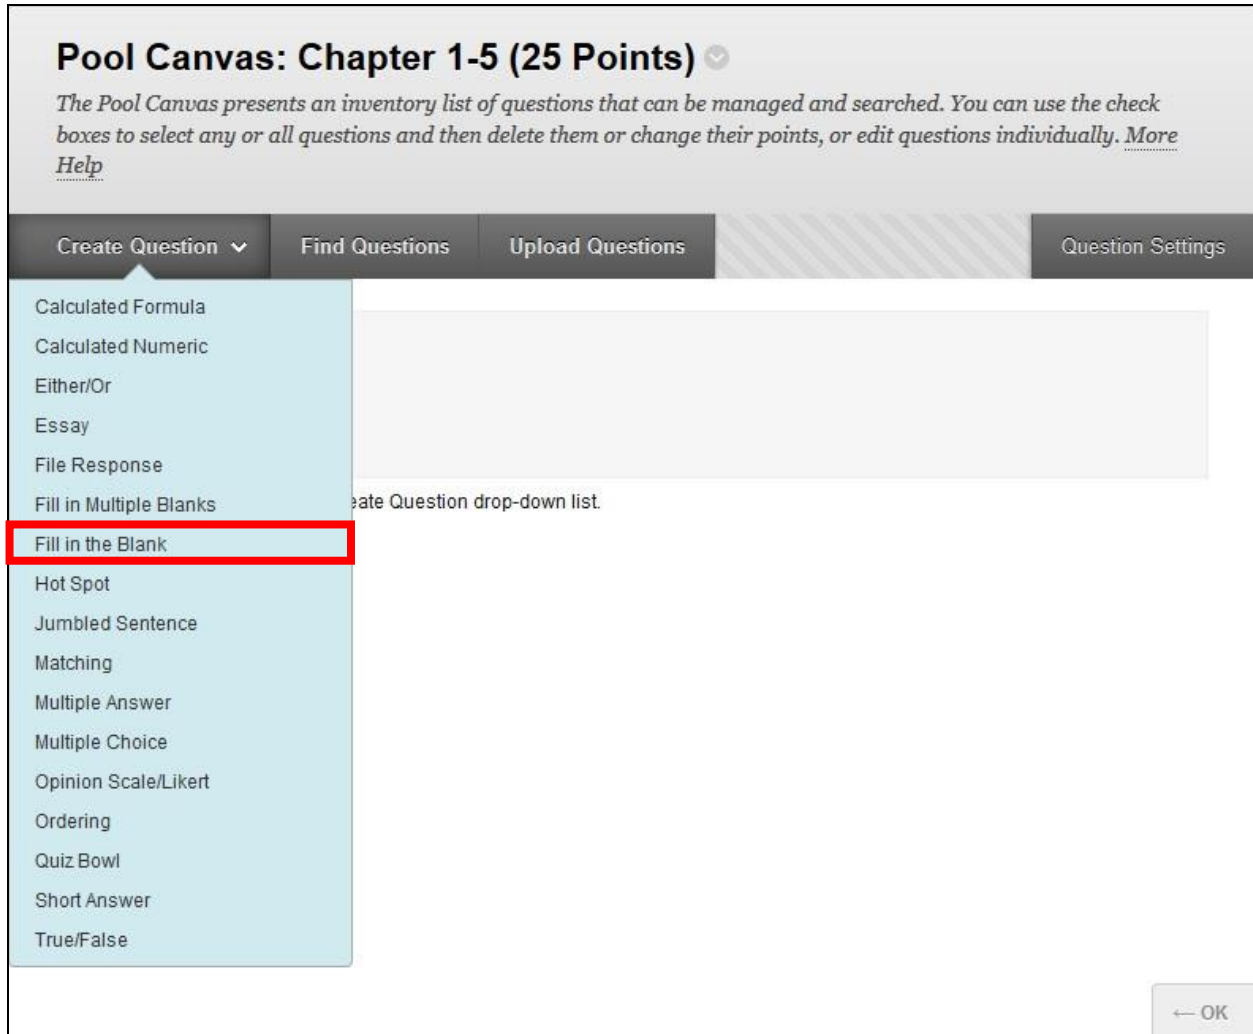 Pool Canvas: Chapter 1-5 (25 Points)
The Pool Canvas presents an inventory list of questions that can be managed and searched. You can use the check
boxes to select any or all questions and then delete them or change their points, or edit questions individually. More
Help
Create Question
Find Questions
Upload Questions
Question Settings
Calculated Formula
Calculated Numeric
Either/Or
Essay
File Response
Fill in Multiple Blanks
eate Question drop-down list.
Fill in the Blank
Hot Spot
Jumbled Sentence
Matching
Multiple Answer
Multiple Choice
Opinion Scale/Likert
Ordering
Quiz Bowl
Short Answer
True/False
← OK